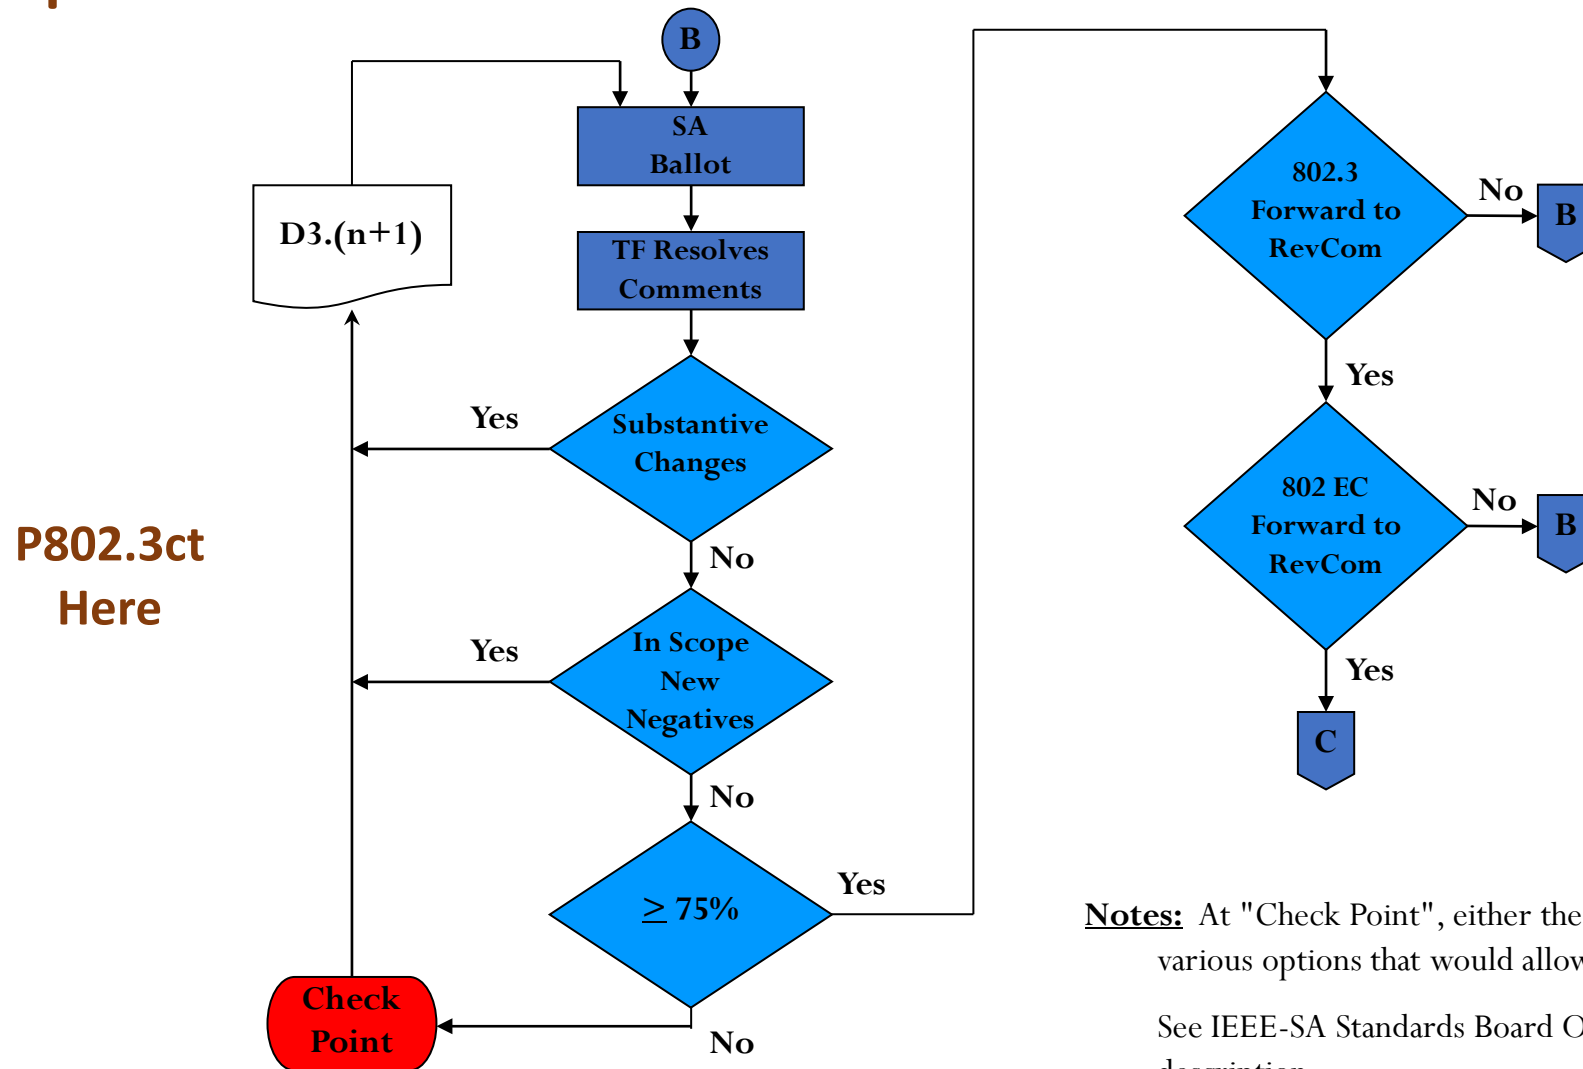 B
SA
Ballot
D3.(n+1)
TF Resolves
Comments
Yes
Substantive
Changes
No
P802.3ct
Here
Yes
In Scope
New
Negatives
No
≥ 75%
Yes
Check
Point
No
802.3
Forward to
RevCom
No
B
Yes
802 EC
Forward to
RevCom
No
B
Yes
C
Notes: At "Check Point", either the
various options that would allow
See IEEE-SA Standards Board